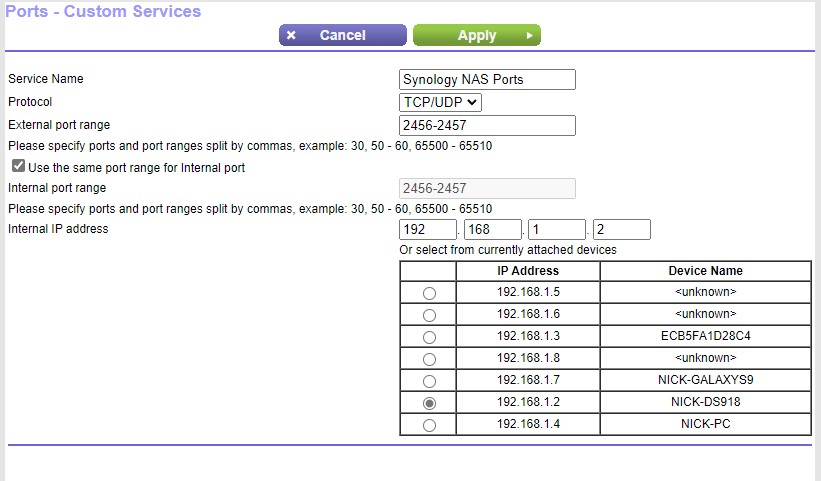 Ports - Custom Services
Cancel Apply
Service Name Synology NAS Ports
Protocol TCP/UDP
External port range 2456-2457
Please specify ports and port ranges split by commas, example: 30, 50 - 60, 65500 - 65510
Use the same port range for Internal port
Internal port range 2456-2457
Please specify ports and port ranges split by commas, example: 30, 50 - 60, 65500 - 65510
Internal IP address 192 . 168 . 1 . 2
Or select from currently attached devices
IP Address Device Name
192.168.1.5 <unknown>
192.168.1.6 <unknown>
192.168.1.3 ECB5FA1D28C4
192.168.1.8 <unknown>
192.168.1.7 NICK-GALAXYS9
192.168.1.2 NICK-DS918
192.168.1.4 NICK-PC